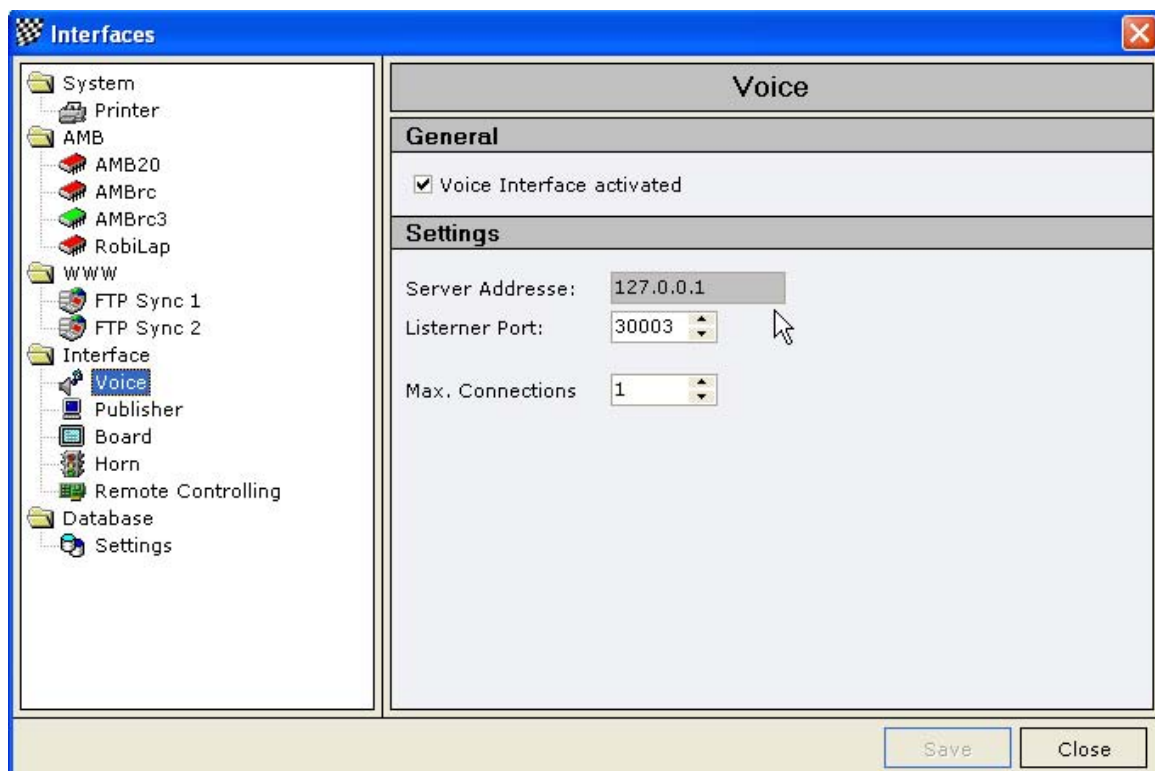 Interfaces
System
Printer
AMB
AMB20
AMBrc
AMBrc3
RobiLap
WWW
FTP Sync 1
FTP Sync 2
Interface
Voice
Publisher
Board
Horn
Remote Controlling
Database
Settings
Voice
General
Voice Interface activated
Settings
Server Addresse: 127.0.0.1
Listerner Port: 30003
Max. Connections 1
Save Close